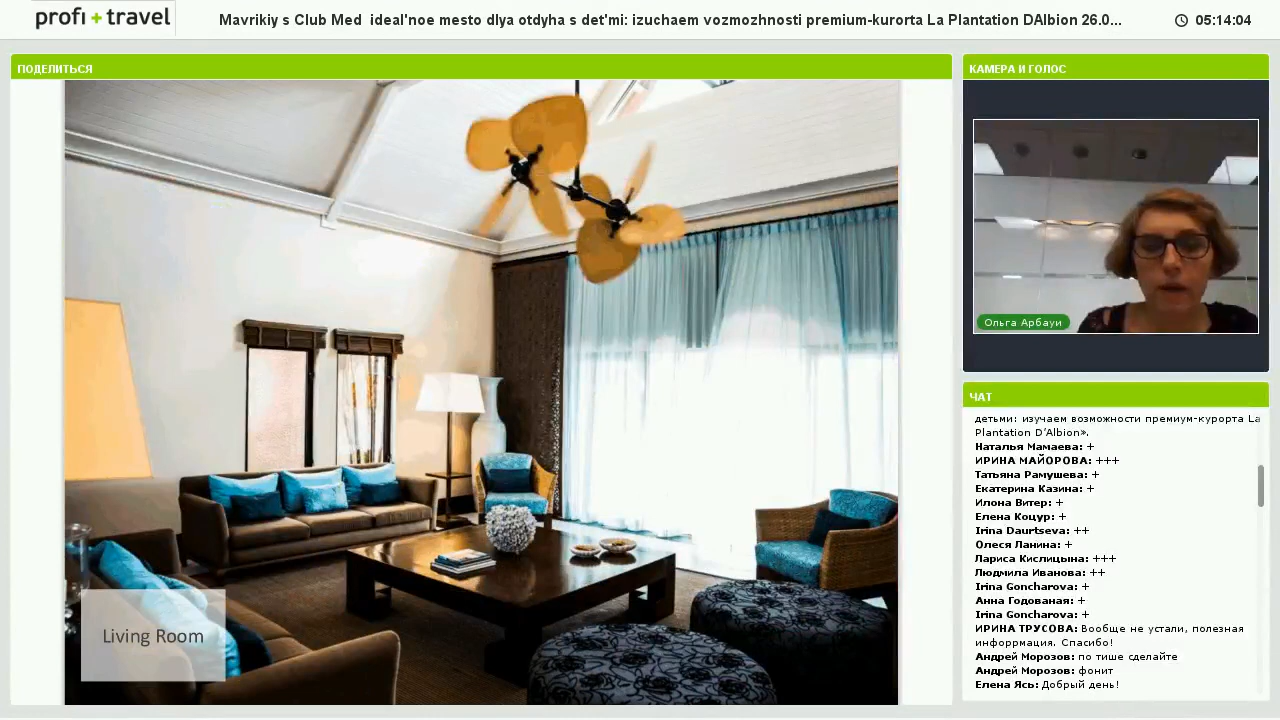 profi + travel
Mavrikiy s Club Med ideal'noe mesto dlya otdyha s det'mi: izuchaem vozmozhnosti premium-kurorta La Plantation DAlbion 26.0...
05:14:04
ПОДЕЛИТЬСЯ
Living Room
КАМЕРА И ГОЛОС
Ольга Арбауи
ЧАТ
детьми: изучаем возможности премиум-курорта La
Plantation D'Albion».
Наталья Мамаева: +
ИРИНА МАЙОРОВА: +++
Татьяна Рамушева: +
Екатерина Казина: +
Илона Витер: +
Елена Коцур: +
Irina Daurtseva: ++
Олеся Ланина: +
Лариса Кислицына: +++
Людмила Иванова: ++
Irina Goncharova: +
Анна Годованая: +
Irina Goncharova: +
ИРИНА ТРУСОВА: Вообще не устали, полезная
инфоррмация. Спасибо!
Андрей Морозов: по тише сделайте
Андрей Морозов: фонит
Елена Ясь: Добрый день!